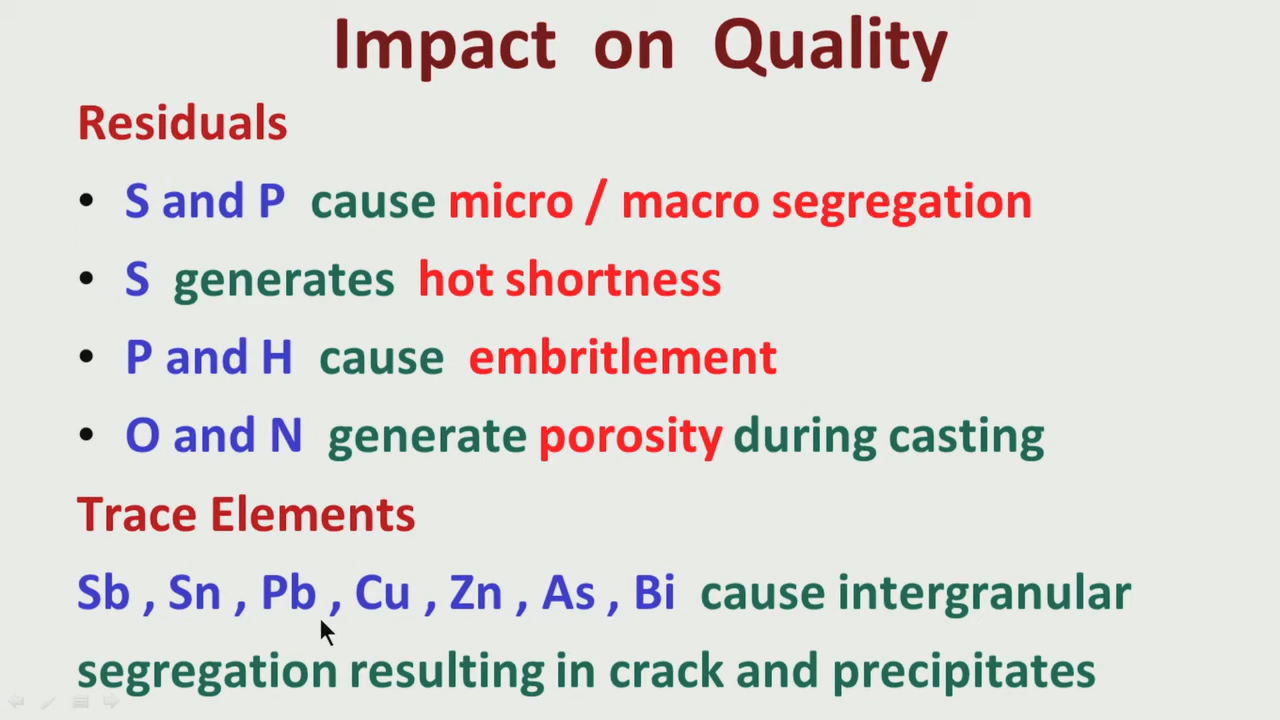 Impact on Quality
Residuals
• S and P cause micro / macro segregation
• S generates hot shortness
• P and H cause embritlement
• O and N generate porosity during casting
Trace Elements
Sb , Sn , Pb , Cu , Zn , As , Bi cause intergranular
segregation resulting in crack and precipitates